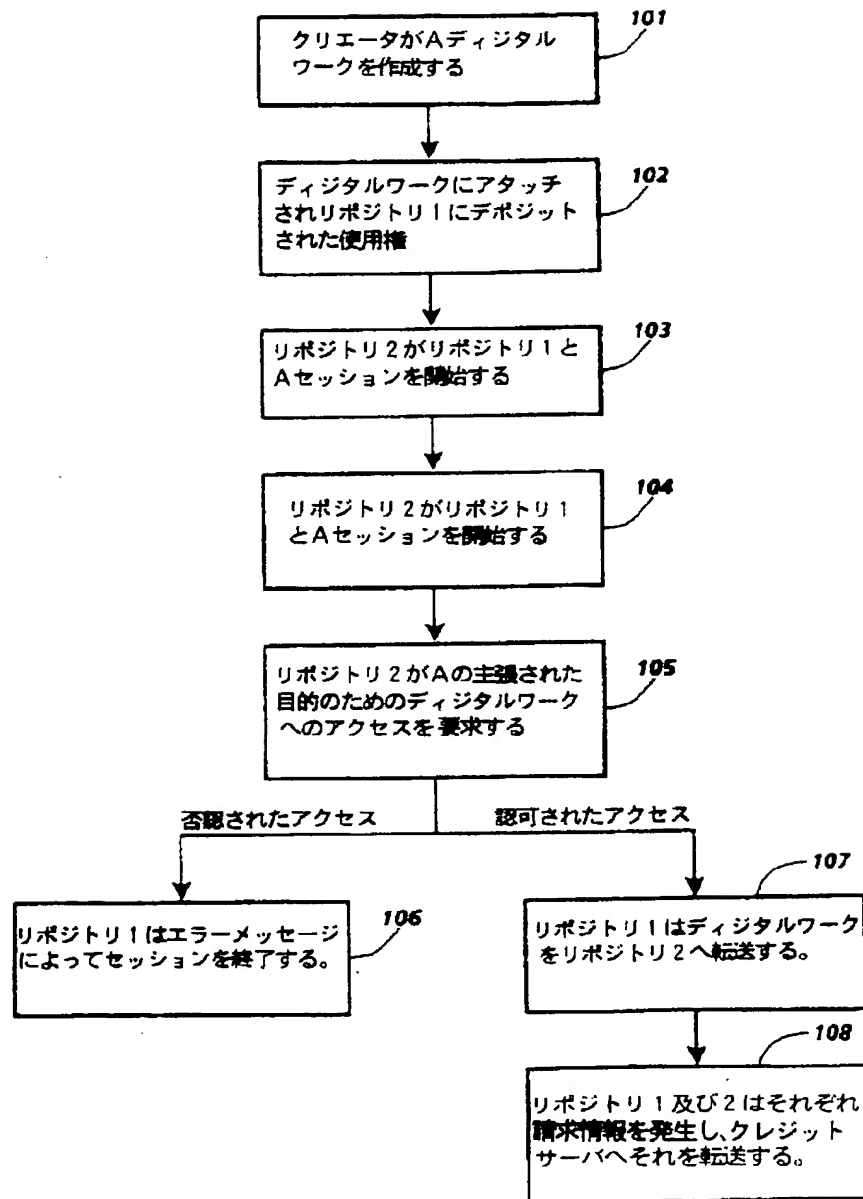 101
クリエータがAディジタル
ワークを作成する
102
ディジタルワークにアタッチ
されリポジトリ1にデポジット
された使用権
103
リポジトリ2がリポジトリ1と
Aセッションを開始する
104
リポジトリ2がリポジトリ1
とAセッションを開始する
105
リポジトリ2がAの主張された
目的のためのディジタルワーク
へのアクセスを要求する
否認されたアクセス
認可されたアクセス
106
リポジトリ1はエラーメッセージ
によってセッションを終了する。
107
リポジトリ1はディジタルワーク
をリポジトリ2へ転送する。
108
リポジトリ1及び2はそれぞれ
請求情報を発生し、クレジット
サーバへそれを転送する。